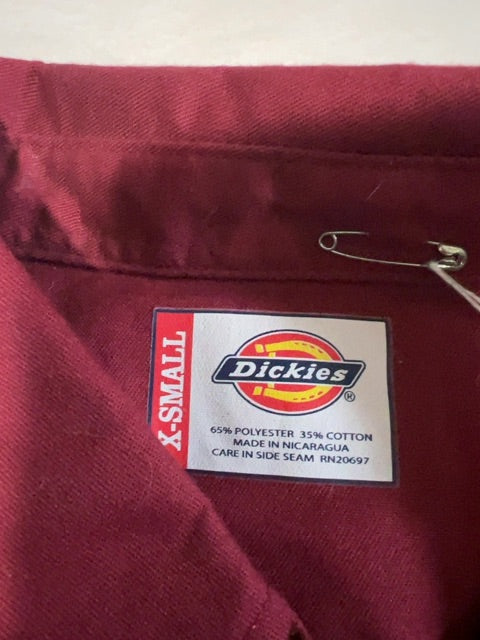 X-SMALL
Dickies
®
65% POLYESTER 35% COTTON
MADE IN NICARAGUA
CARE IN SIDE SEAM RN20697